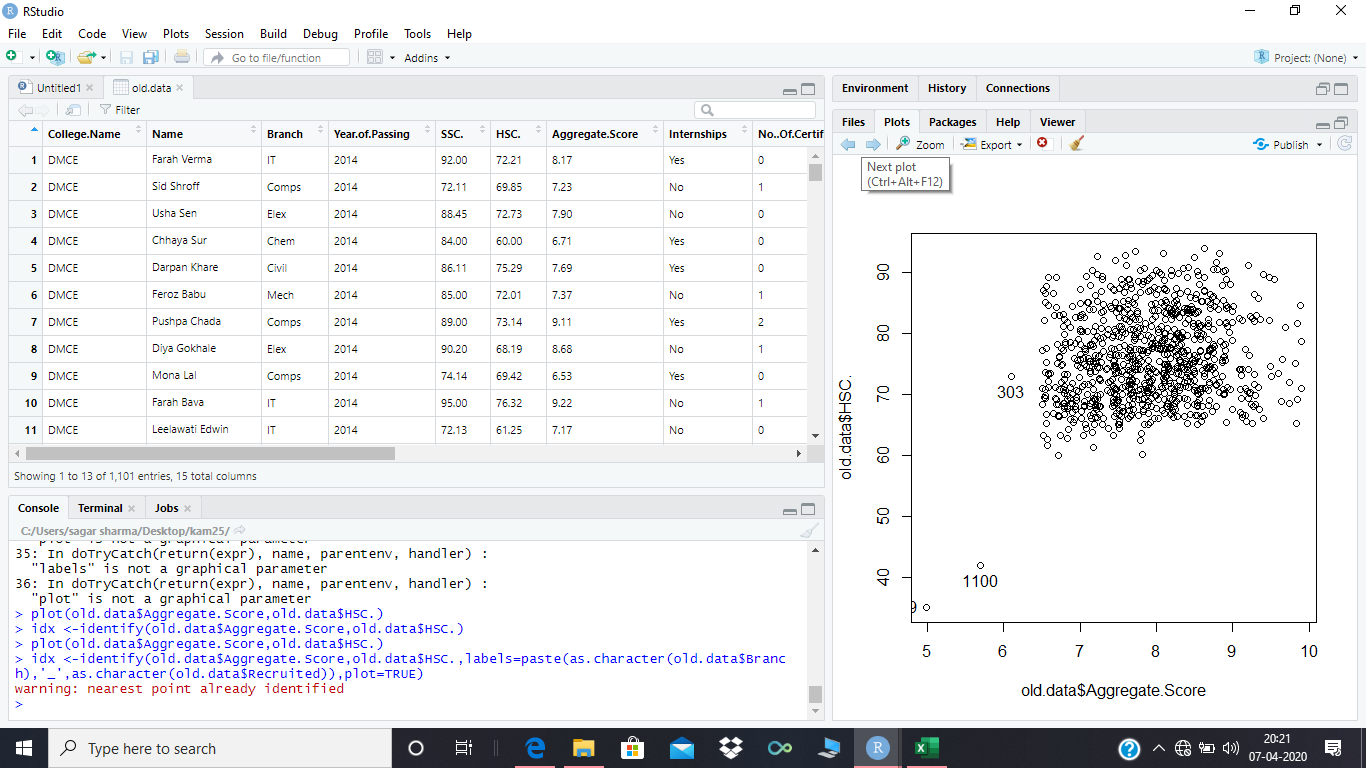 RStudio
File Edit Code View Plots Session Build Debug Profile Tools Help
Go to file/function Addins Project: (None)
Untitled1 old.data
Filter
College.Name Name Branch Year.of.Passing SSC. HSC. Aggregate.Score Internships No..Of.Certif
1 DMCE Farah Verma IT 2014 92.00 72.21 8.17 Yes 0
2 DMCE Sid Shroff Comps 2014 72.11 69.85 7.23 No 1
3 DMCE Usha Sen Elex 2014 88.45 72.73 7.90 No 0
4 DMCE Chhaya Sur Chem 2014 84.00 60.00 6.71 Yes 0
5 DMCE Darpan Khare Civil 2014 86.11 75.29 7.69 Yes 0
6 DMCE Feroz Babu Mech 2014 85.00 72.01 7.37 No 1
7 DMCE Pushpa Chada Comps 2014 89.00 73.14 9.11 Yes 2
8 DMCE Diya Gokhale Elex 2014 90.20 68.19 8.68 No 1
9 DMCE Mona Lal Comps 2014 74.14 69.42 6.53 Yes 0
10 DMCE Farah Bava IT 2014 95.00 76.32 9.22 No 1
11 DMCE Leelawati Edwin IT 2014 72.13 61.25 7.17 No 0
Showing 1 to 13 of 1,101 entries, 15 total columns
Console Terminal Jobs
C:/Users/sagar sharma/Desktop/kam25/
"plot" is not a graphical parameter
35: In doTryCatch(return(expr), name, parentenv, handler) :
"labels" is not a graphical parameter
36: In doTryCatch(return(expr), name, parentenv, handler) :
"plot" is not a graphical parameter
> plot(old.data$Aggregate.Score,old.data$HSC.)
> idx <-identify(old.data$Aggregate.Score,old.data$HSC.)
> plot(old.data$Aggregate.Score,old.data$HSC.)
> idx <-identify(old.data$Aggregate.Score,old.data$HSC.,labels=paste(as.character(old.data$Branc
h),'_',as.character(old.data$Recruited)),plot=TRUE)
warning: nearest point already identified
>
Environment History Connections
Files Plots Packages Help Viewer
Zoom Export Publish
Next plot
(Ctrl+Alt+F12)
old.data$HSC.
90
80
70
60
50
40
303
1100
9
5 6 7 8 9 10
old.data$Aggregate.Score
Type here to search
20:21
07-04-2020